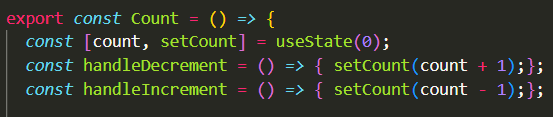 export const Count = () => {
const [count, setCount] = useState(0);
const handleDecrement = () => { setCount(count + 1);};
const handleIncrement = () => { setCount(count - 1);};